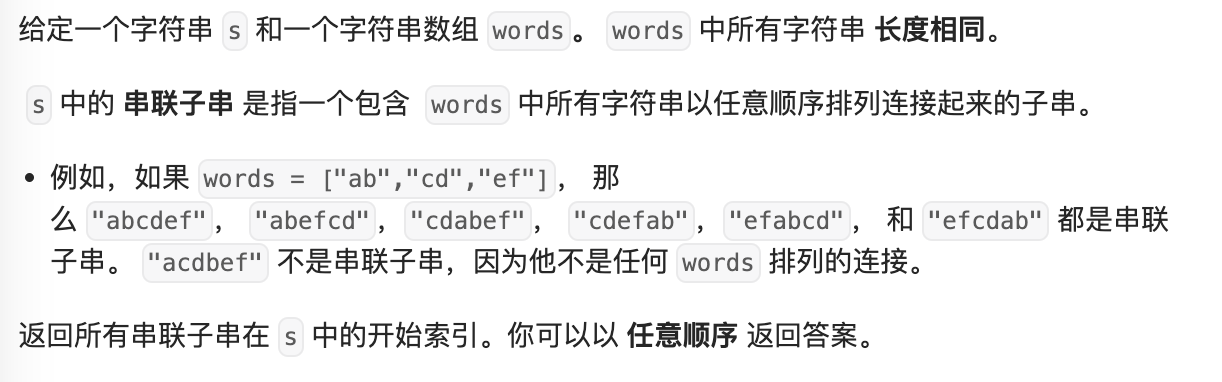 给定一个字符串 s 和一个字符串数组 words。 words 中所有字符串 长度相同。
s 中的 串联子串 是指一个包含 words 中所有字符串以任意顺序排列连接起来的子串。
• 例如，如果 words = ["ab","cd","ef"]， 那
么 "abcdef"， "abefcd"， "cdabef"， "cdefab"， "efabcd"， 和 "efcdab" 都是串联
子串。 "acdbef" 不是串联子串，因为他不是任何 words 排列的连接。
返回所有串联子串在 s 中的开始索引。你可以以 任意顺序 返回答案。